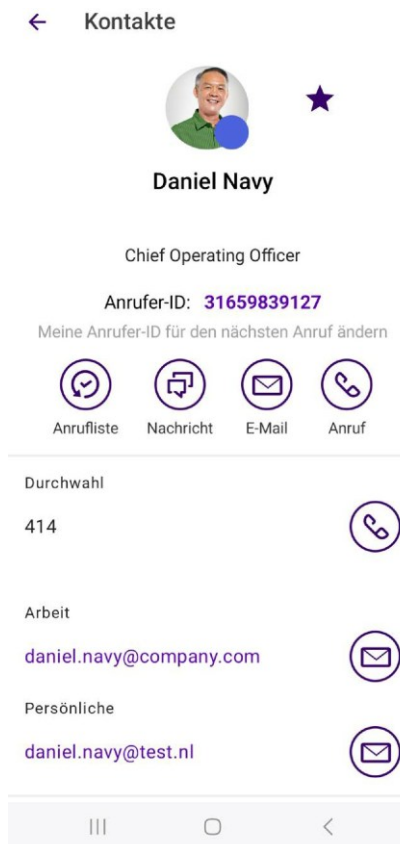 Kontakte
Daniel Navy
Chief Operating Officer
Anrufer-ID: 31659839127
Meine Anrufer-ID für den nächsten Anruf ändern
Anrufliste Nachricht E-Mail Anruf
Durchwahl
414
Arbeit
daniel.navy@company.com
Persönliche
daniel.navy@test.nl